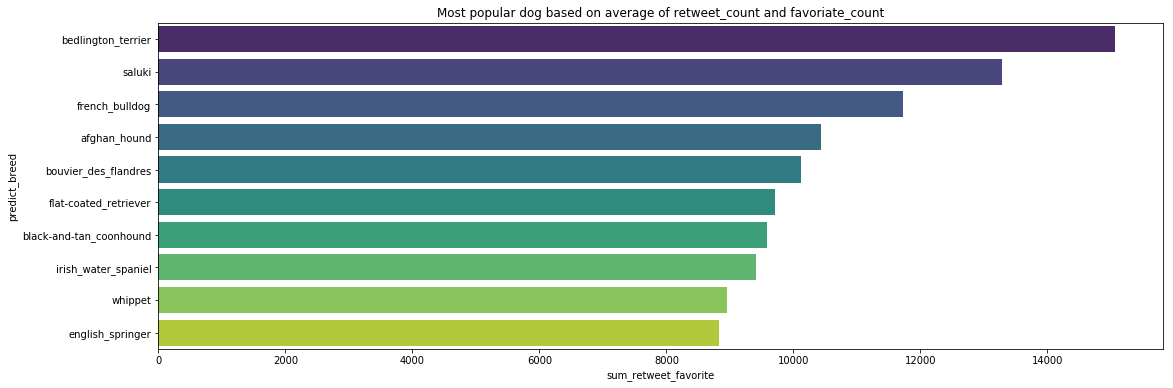 Most popular dog based on average of retweet_count and favoriate_count
predict_breed
bedlington_terrier
saluki
french_bulldog
afghan_hound
bouvier_des_flandres
flat-coated_retriever
black-and-tan_coonhound
irish_water_spaniel
whippet
english_springer
0 2000 4000 6000 8000 10000 12000 14000
sum_retweet_favorite